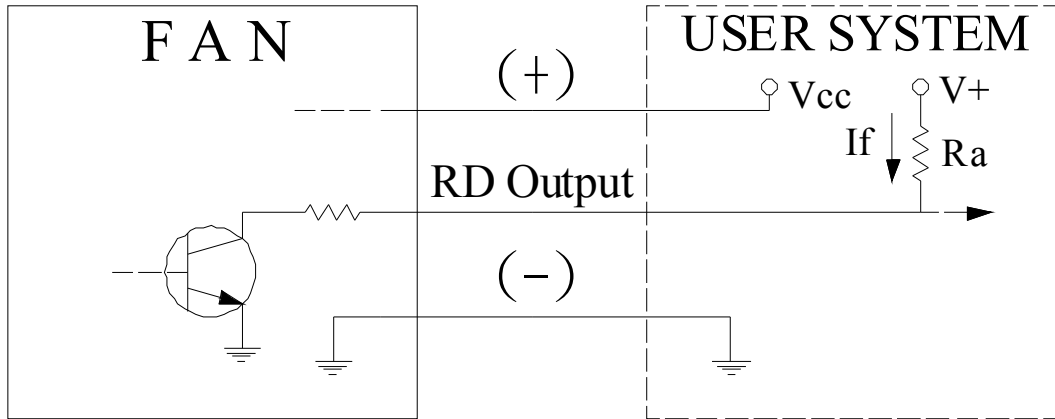 F A N
USER SYSTEM
(+)
Vcc
V+
If
Ra
RD Output
(-)